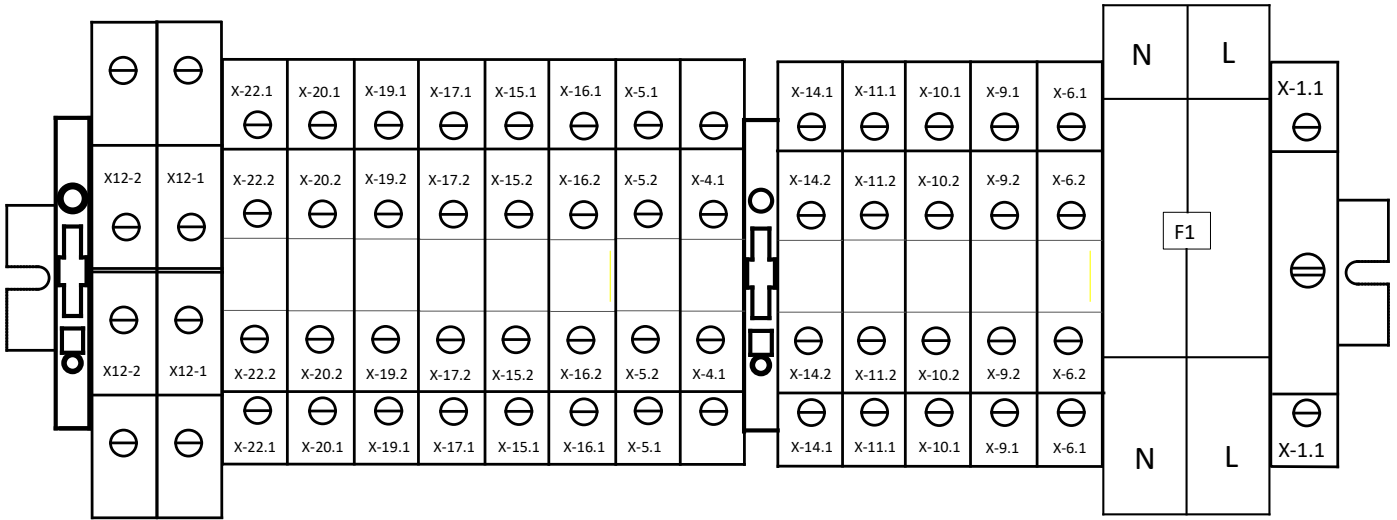 N L
X-1.1
X-22.1 X-20.1 X-19.1 X-17.1 X-15.1 X-16.1 X-5.1 X-14.1 X-11.1 X-10.1 X-9.1 X-6.1
X12-2 X12-1 X-22.2 X-20.2 X-19.2 X-17.2 X-15.2 X-16.2 X-5.2 X-4.1 X-14.2 X-11.2 X-10.2 X-9.2 X-6.2
F1
X12-2 X12-1 X-22.2 X-20.2 X-19.2 X-17.2 X-15.2 X-16.2 X-5.2 X-4.1 X-14.2 X-11.2 X-10.2 X-9.2 X-6.2
X-22.1 X-20.1 X-19.1 X-17.1 X-15.1 X-16.1 X-5.1 X-14.1 X-11.1 X-10.1 X-9.1 X-6.1
N L
X-1.1